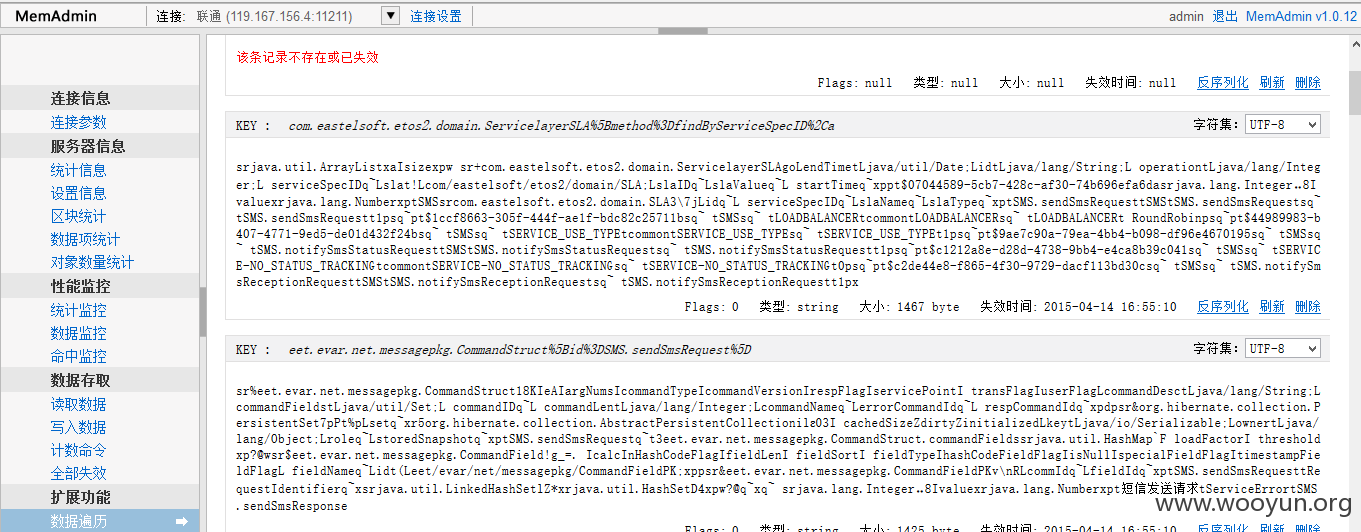 MemAdmin 连接: 联通 (119.167.156.4:11211) ▼ 连接设置 admin 退出 MemAdmin v1.0.12
连接信息
连接参数
服务器信息
统计信息
设置信息
区块统计
数据项统计
对象数量统计
性能监控
统计监控
数据监控
命中监控
数据存取
读取数据
写入数据
计数命令
全部失效
扩展功能
数据遍历
该条记录不存在或已失效
Flags: null 类型: null 大小: null 失效时间: null 反序列化 刷新 删除
KEY : com.eastelsoft.etos2.domain.ServicelayerSLA%5Bmethod%3DfindByServiceSpecID%2Ca 字符集: UTF-8
srjava.util.ArrayListxaIsizexpw sr+com.eastelsoft.etos2.domain.ServicelayerSLAgoLendTimetLjava/util/Date;LidtLjava/lang/String;L operationtLjava/lang/Inte
ger;L serviceSpecIDq~Lslat!Lcom/eastelsoft/etos2/domain/SLA;LslaIDq~LslaValueq~L startTimeq~xppt$07044589-5cb7-428c-af30-74b696efa6dasrjava.lang.Integer‥8I
valuexrjava.lang.NumberxptSMSsrcom.eastelsoft.etos2.domain.SLA3\7jLidq~L serviceSpecIDq~LslaNameq~LslaTypeq~xptSMS.sendSmsRequesttSMStSMS.sendSmsRequestsq~
tSMS.sendSmsRequestt1psq~pt$1ccf8663-305f-444f-ae1f-bdc82c25711bsq~ tSMSsq~ tLOADBALANCERtcommontLOADBALANCERsq~ tLOADBALANCERt RoundRobinpsq~pt$44989983-b
407-4771-9ed5-de01d432f24bsq~ tSMSsq~ tSERVICE_USE_TYPEtcommontSERVICE_USE_TYPEsq~ tSERVICE_USE_TYPEt1psq~pt$9ae7c90a-79ea-4bb4-b098-df96e4670195sq~ tSMSsq
~ tSMS.notifySmsStatusRequesttSMStSMS.notifySmsStatusRequestsq~ tSMS.notifySmsStatusRequestt1psq~pt$c1212a8e-d28d-4738-9bb4-e4ca8b39c041sq~ tSMSsq~ tSERVIC
E-NO_STATUS_TRACKINGtcommontSERVICE-NO_STATUS_TRACKINGsq~ tSERVICE-NO_STATUS_TRACKINGt0psq~pt$c2de44e8-f865-4f30-9729-dacf113bd30csq~ tSMSsq~ tSMS.notifySm
sReceptionRequesttSMStSMS.notifySmsReceptionRequestsq~ tSMS.notifySmsReceptionRequestt1px
Flags: 0 类型: string 大小: 1467 byte 失效时间: 2015-04-14 16:55:10 反序列化 刷新 删除
KEY : eet.evar.net.messagepkg.CommandStruct%5Bid%3DSMS.sendSmsRequest%5D 字符集: UTF-8
sr%eet.evar.net.messagepkg.CommandStruct18KIeAIargNumsIcommandTypeIcommandVersionIrespFlagIservicePointI transFlagIuserFlagLcommandDesctLjava/lang/String;L
commandFieldstLjava/util/Set;L commandIDq~L commandLentLjava/lang/Integer;LcommandNameq~LerrorCommandIdq~L respCommandIdq~xpdpsr&org.hibernate.collection.P
ersistentSet7pPt%pLsetq~xr5org.hibernate.collection.AbstractPersistentCollectionilε03I cachedSizeZdirtyZinitializedLkeytLjava/io/Serializable;LownertLjava/
lang/Object;Lroleq~LstoredSnapshotq~xptSMS.sendSmsRequestq~t3eet.evar.net.messagepkg.CommandStruct.commandFieldssrjava.util.HashMap`F loadFactorI threshold
xp?@wsr$eet.evar.net.messagepkg.CommandField!g_=. IcalcInHashCodeFlagIfieldLenI fieldSortI fieldTypeIhashCodeFieldFlagIisNullIspecialFieldFlagItimestampFie
ldFlagL fieldNameq~Lidt(Leet/evar/net/messagepkg/CommandFieldPK;xppsr&eet.evar.net.messagepkg.CommandFieldPKv\nRLcommIdq~LfieldIdq~xptSMS.sendSmsRequesttRe
questIdentifierq~xsrjava.util.LinkedHashSetlZ*xrjava.util.HashSetD4xpw?@q~xq~ srjava.lang.Integer‥8Ivaluexrjava.lang.Numberxpt短信发送请求tServiceErrortSMS
.sendSmsResponse
Flags: 0 类型: string 大小: 1425 byte 失效时间: 2015-04-14 16:55:10 反序列化 刷新 删除
www.wooyun.org